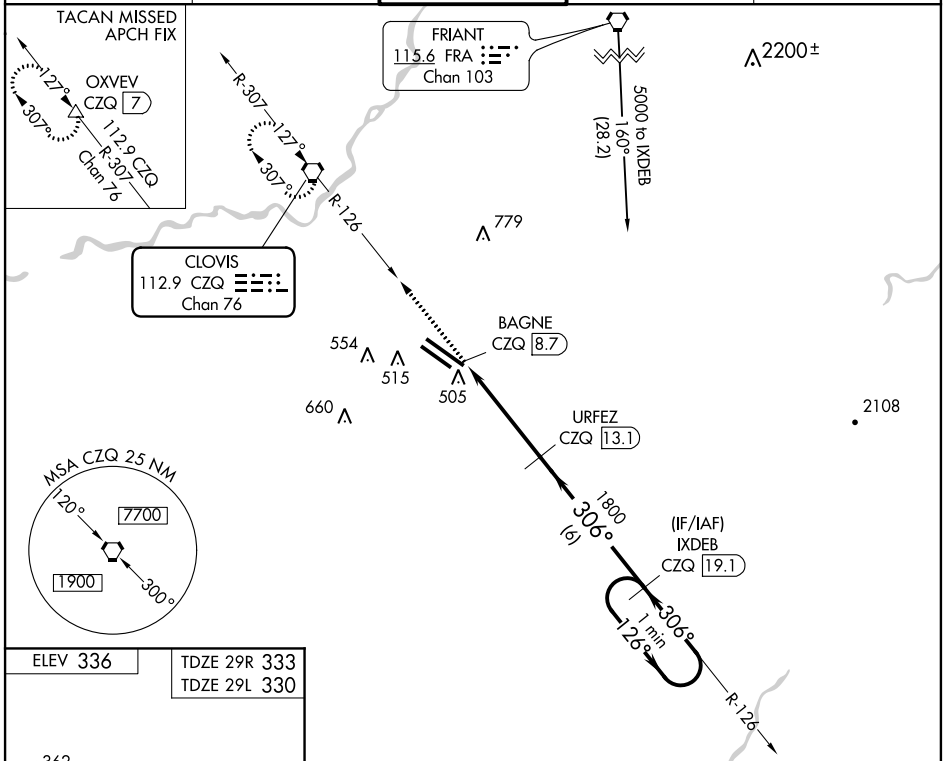 TACAN MISSED
APCH FIX
127°
OXVEV
CZQ 7
307°
112.9 CZQ
R-307
Chan 76
FRIANT
115.6 FRA
Chan 103
2200±
5000 to IXDEB
160°
(28.2)
R-307
127°
307°
R-126
779
CLOVIS
112.9 CZQ
Chan 76
BAGNE
CZQ 8.7
554
515
505
660
2108
URFEZ
CZQ 13.1
1800
306°
(6)
(IF/IAF)
IXDEB
CZQ 19.1
306°
1 min
126°
R-126
MSA CZQ 25 NM
120°
7700
1900
300°
ELEV 336
TDZE 29R 333
TDZE 29L 330